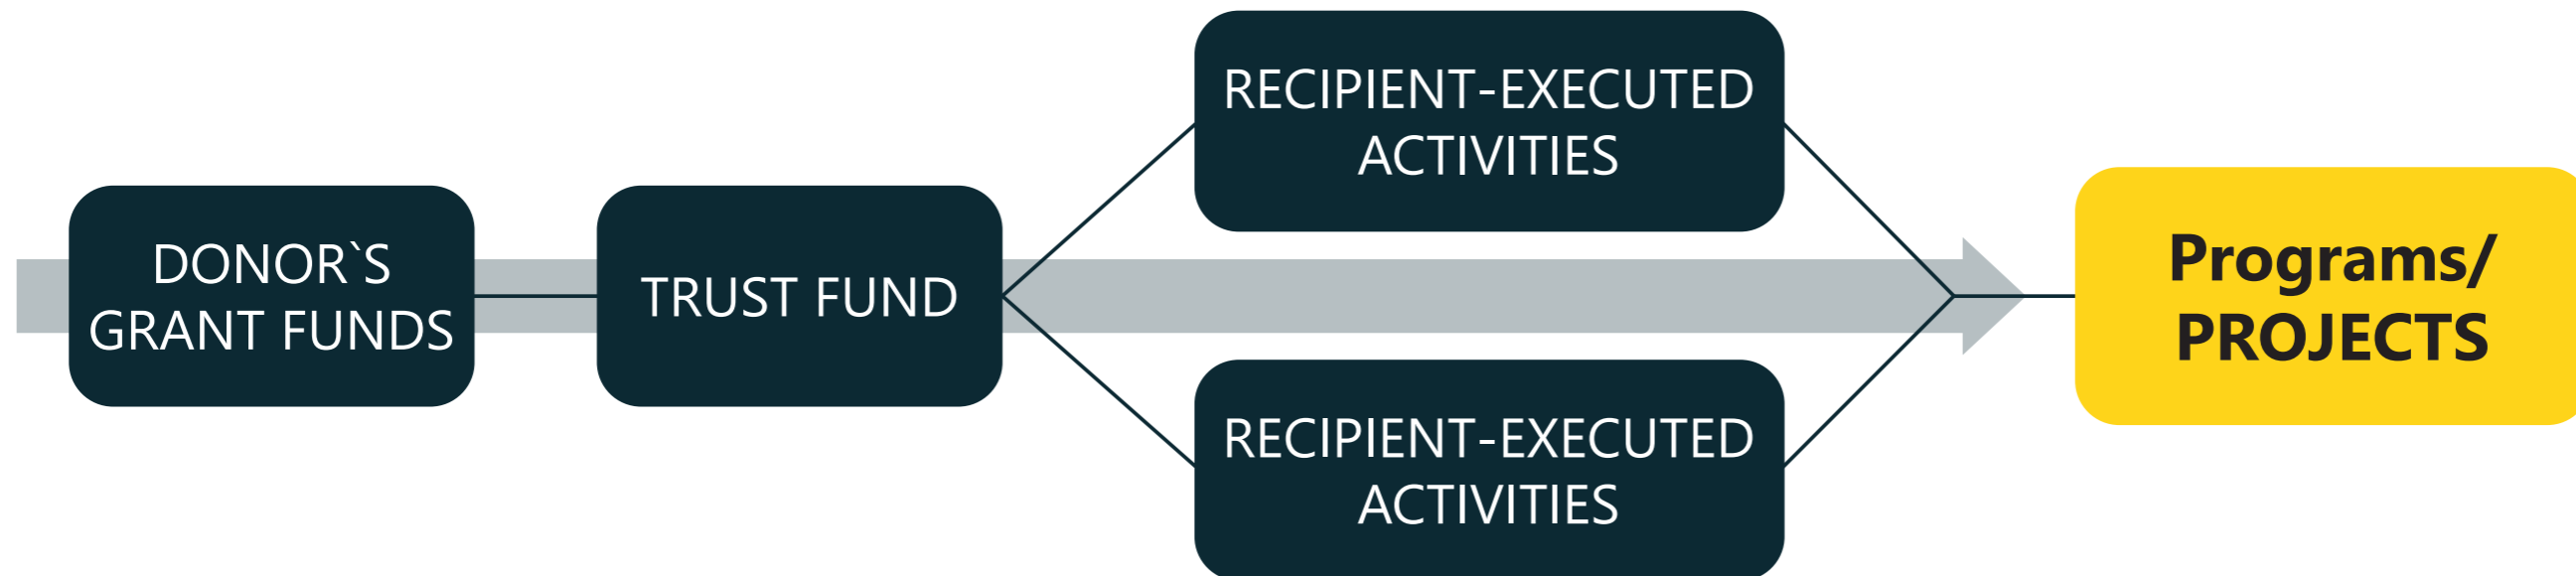 DONOR`S
GRANT FUNDS
TRUST FUND
RECIPIENT-EXECUTED
ACTIVITIES
RECIPIENT-EXECUTED
ACTIVITIES
Programs/
PROJECTS